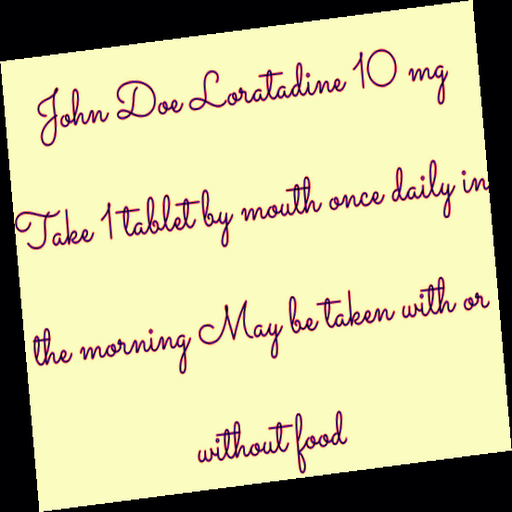 John Doe Loratadine 10 mg
Take 1 tablet by mouth once daily in
the morning May be taken with or
without food